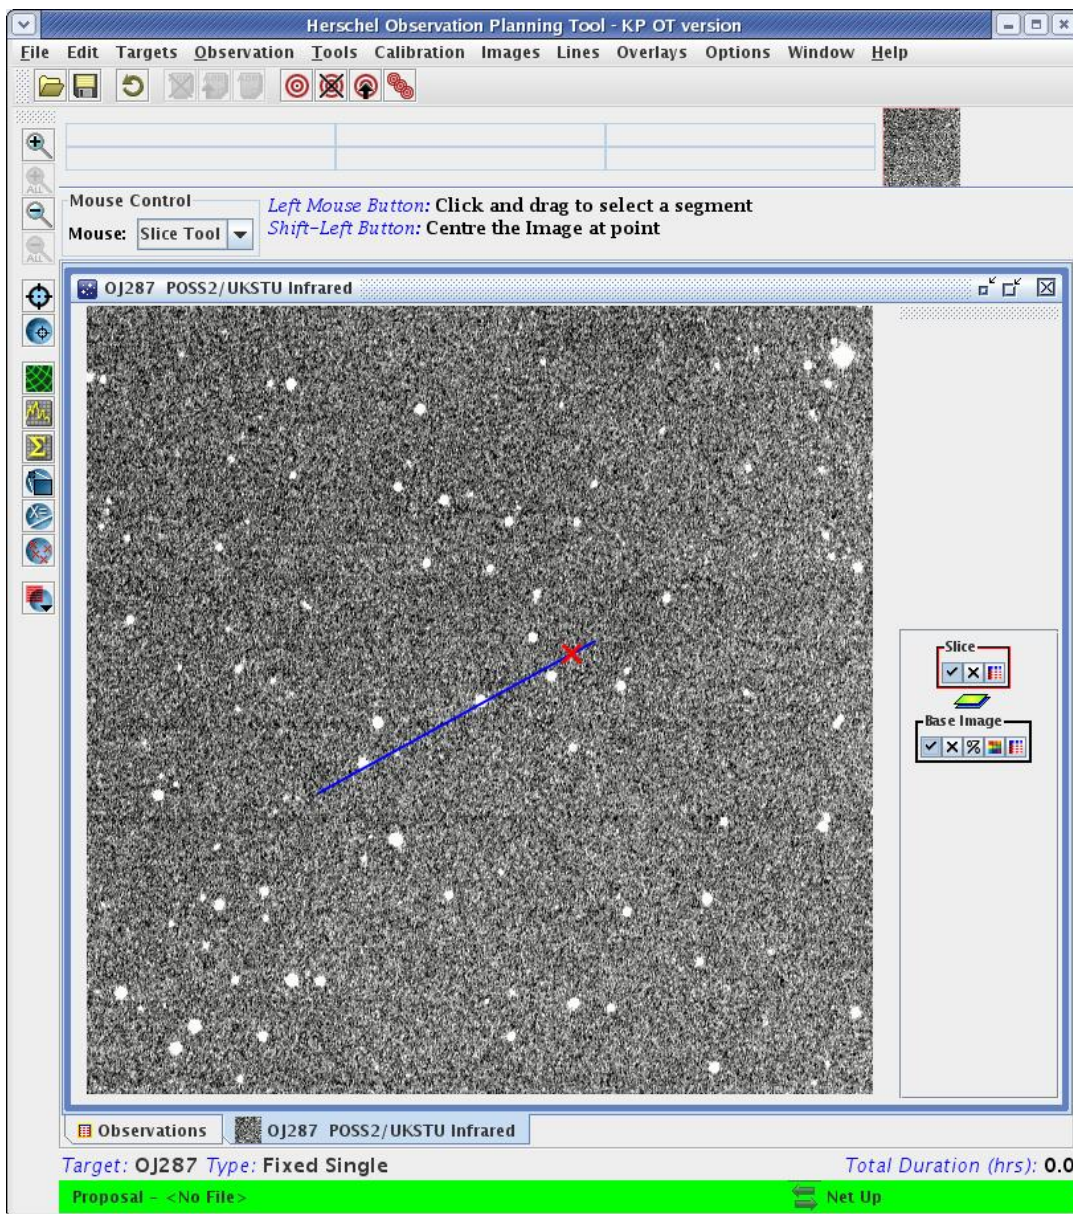 Herschel Observation Planning Tool - KP OT version
File Edit Targets Observation Tools Calibration Images Lines Overlays Options Window Help
ALL
Mouse Control
Mouse: Slice Tool
Left Mouse Button: Click and drag to select a segment
Shift-Left Button: Centre the Image at point
ALL
OJ287 POSS2/UKSTU Infrared
Slice
Base Image
Observations
OJ287 POSS2/UKSTU Infrared
Target: OJ287 Type: Fixed Single
Total Duration (hrs): 0.0
Proposal - <No File>
Net Up